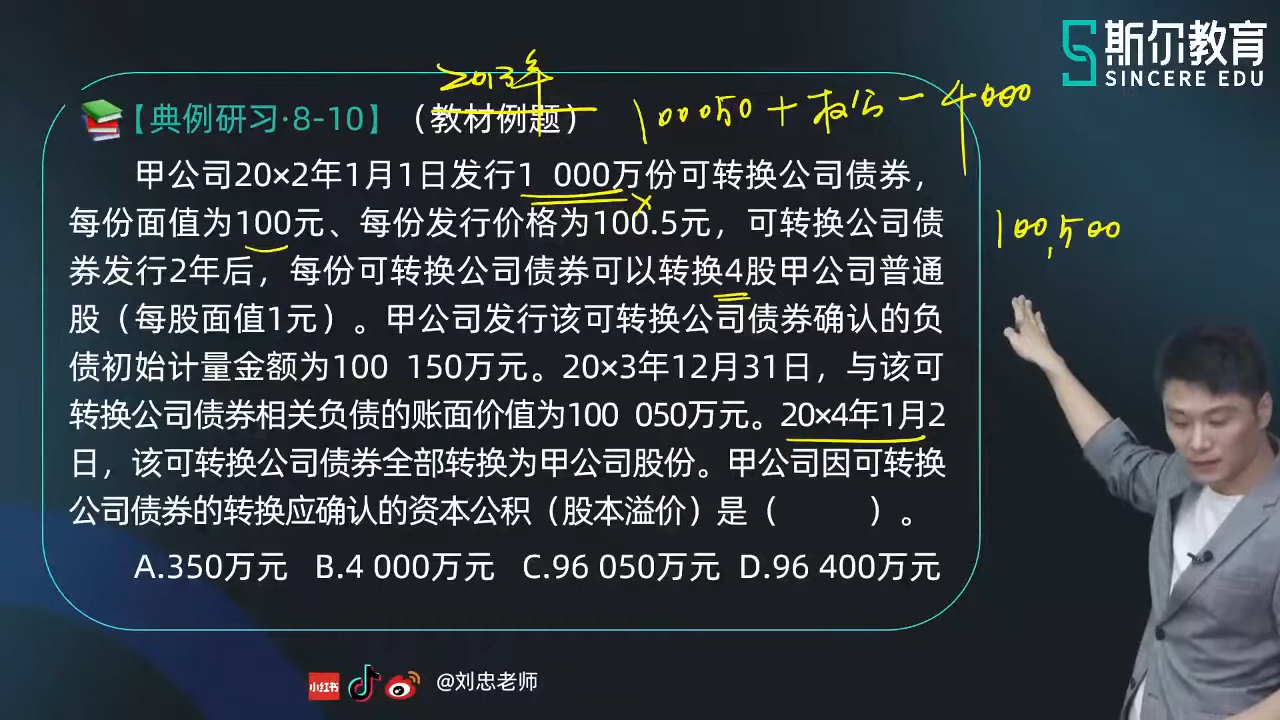 斯尔教育
SINCERE EDU
2013年
【典例研习·8-10】（教材例题）
100050 + 权公 - 4000
甲公司20×2年1月1日发行1 000万份可转换公司债券，
每份面值为100元、每份发行价格为100.5元，可转换公司债
100,500
券发行2年后，每份可转换公司债券可以转换4股甲公司普通
股（每股面值1元）。甲公司发行该可转换公司债券确认的负
债初始计量金额为100 150万元。20×3年12月31日，与该可
转换公司债券相关负债的账面价值为100 050万元。20×4年1月2
日，该可转换公司债券全部转换为甲公司股份。甲公司因可转换
公司债券的转换应确认的资本公积（股本溢价）是（ ）。
A.350万元 B.4 000万元 C.96 050万元 D.96 400万元
小红书
@刘忠老师